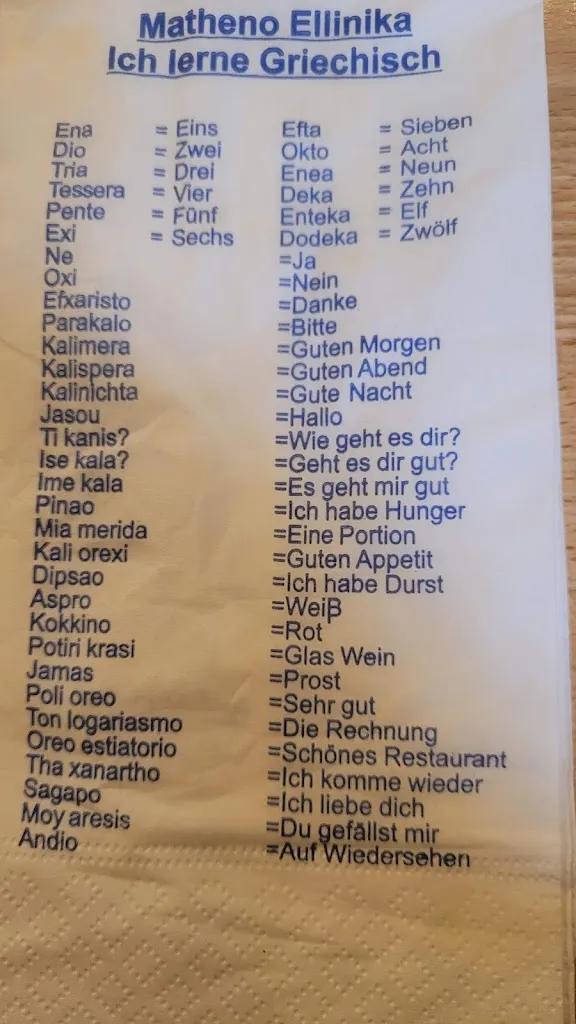 Matheno Ellinika
Ich lerne Griechisch
Ena = Eins Efta = Sieben
Dio = Zwei Okto = Acht
Tria = Drei Enea = Neun
Tessera = Vier Deka = Zehn
Pente = Fünf Enteka = Elf
Exi = Sechs Dodeka = Zwölf
Ne =Ja
Oxi =Nein
Efxaristo =Danke
Parakalo =Bitte
Kalimera =Guten Morgen
Kalispera =Guten Abend
Kalinichta =Gute Nacht
Jasou =Hallo
Ti kanis? =Wie geht es dir?
Ise kala? =Geht es dir gut?
Ime kala =Es geht mir gut
Pinao =Ich habe Hunger
Mia merida =Eine Portion
Kali orexi =Guten Appetit
Dipsao =Ich habe Durst
Aspro =Weiβ
Kokkino =Rot
Potiri krasi =Glas Wein
Jamas =Prost
Poli oreo =Sehr gut
Ton logariasmo =Die Rechnung
Oreo estiatorio =Schönes Restaurant
Tha xanartho =Ich komme wieder
Sagapo =Ich liebe dich
Moy aresis =Du gefällst mir
Andio =Auf Wiedersehen